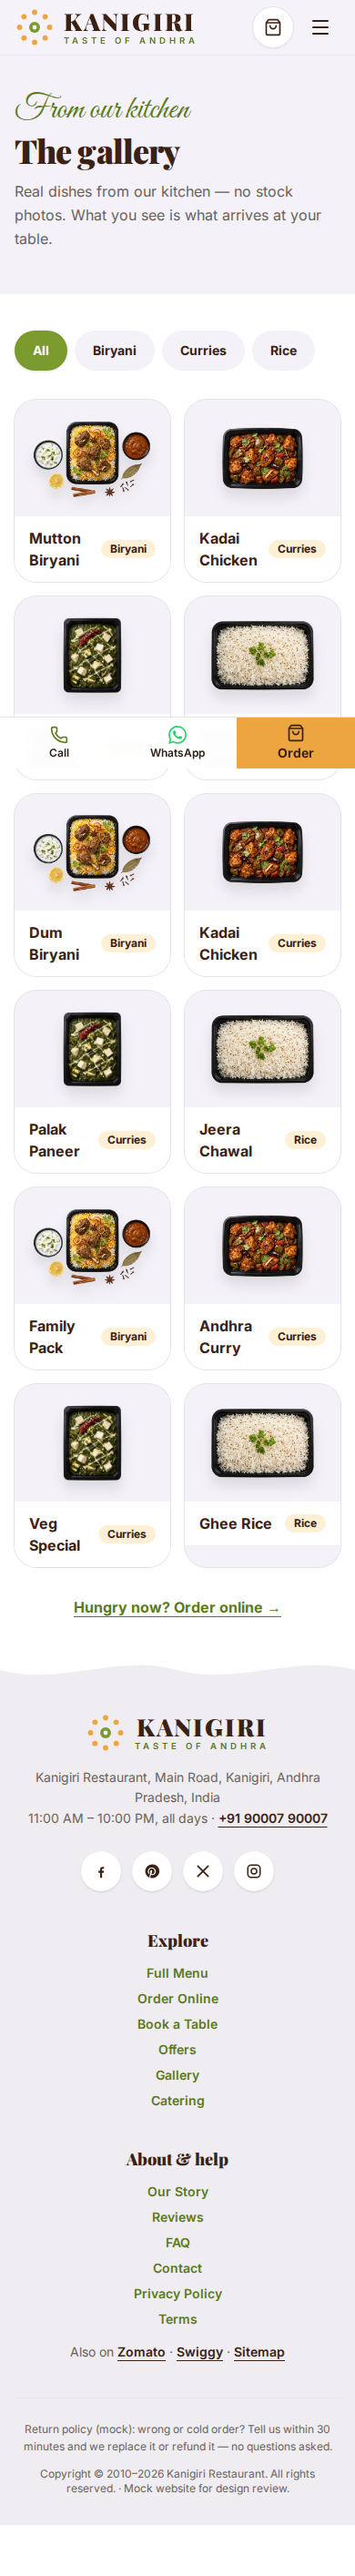 KANIGIRI
TASTE OF ANDHRA
From our kitchen
The gallery
Real dishes from our kitchen — no stock
photos. What you see is what arrives at your
table.
All
Biryani
Curries
Rice
Mutton
Biryani
Biryani
Kadai
Chicken
Curries
Call
WhatsApp
Order
Dum
Biryani
Biryani
Kadai
Chicken
Curries
Palak
Paneer
Curries
Jeera
Chawal
Rice
Family
Pack
Biryani
Andhra
Curry
Curries
Veg
Special
Curries
Ghee Rice
Rice
Hungry now? Order online →
KANIGIRI
TASTE OF ANDHRA
Kanigiri Restaurant, Main Road, Kanigiri, Andhra
Pradesh, India
11:00 AM – 10:00 PM, all days · +91 90007 90007
Explore
Full Menu
Order Online
Book a Table
Offers
Gallery
Catering
About & help
Our Story
Reviews
FAQ
Contact
Privacy Policy
Terms
Also on Zomato · Swiggy · Sitemap
Return policy (mock): wrong or cold order? Tell us within 30
minutes and we replace it or refund it — no questions asked.
Copyright © 2010–2026 Kanigiri Restaurant. All rights
reserved. · Mock website for design review.